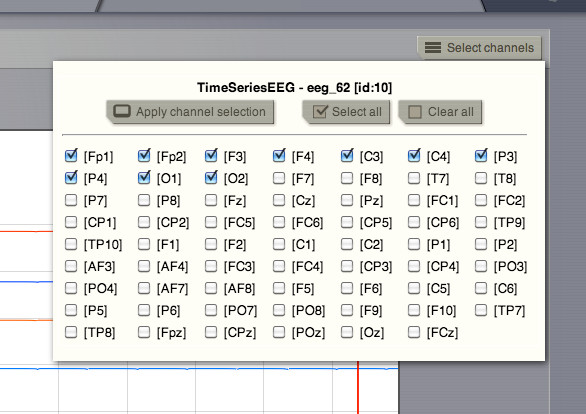 Select channels
TimeSeriesEEG - eeg_62 [id:10]
Apply channel selection Select all Clear all
[Fp1] [Fp2] [F3] [F4] [C3] [C4] [P3]
[P4] [O1] [O2] [F7] [F8] [T7] [T8]
[P7] [P8] [Fz] [Cz] [Pz] [FC1] [FC2]
[CP1] [CP2] [FC5] [FC6] [CP5] [CP6] [TP9]
[TP10] [F1] [F2] [C1] [C2] [P1] [P2]
[AF3] [AF4] [FC3] [FC4] [CP3] [CP4] [PO3]
[PO4] [AF7] [AF8] [F5] [F6] [C5] [C6]
[P5] [P6] [PO7] [PO8] [F9] [F10] [TP7]
[TP8] [Fpz] [CPz] [POz] [Oz] [FCz]